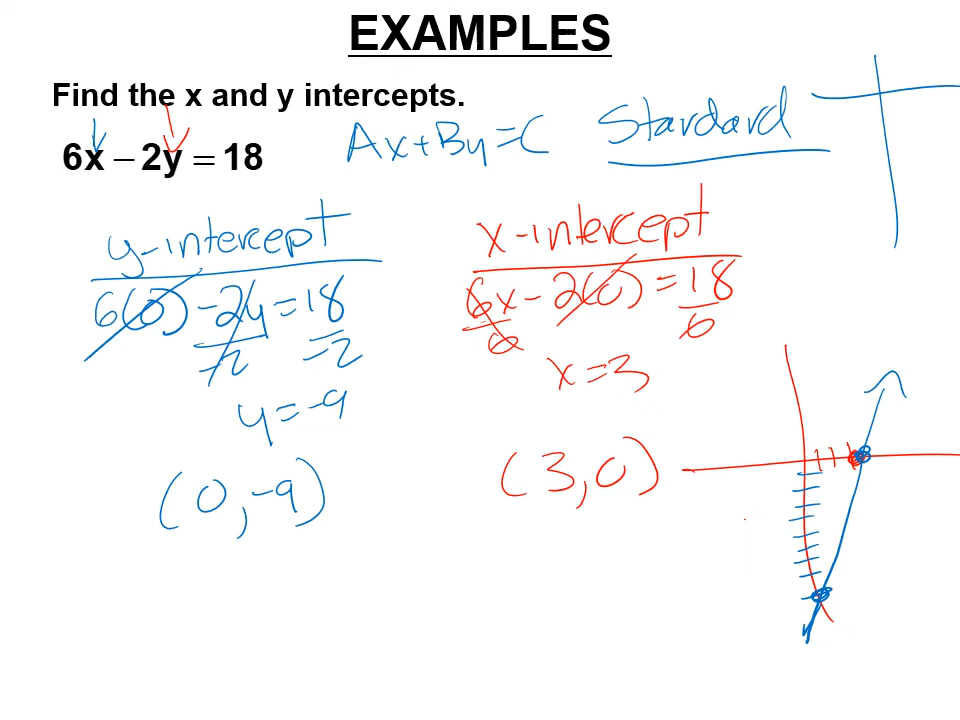 EXAMPLES
Find the x and y intercepts.
6x − 2y = 18
Ax + By = C Standard
y-intercept
6(0) - 2y = 18
-2 -2
y = -9
(0, -9)
x-intercept
6x - 2(0) = 18
6 6
x = 3
(3, 0)